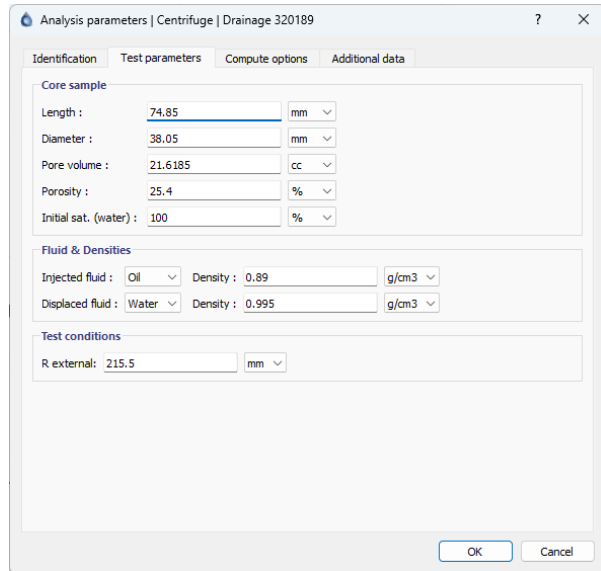 Analysis parameters | Centrifuge | Drainage 320189 ?
Identification Test parameters Compute options Additional data
Core sample
Length : 74.85 mm
Diameter : 38.05 mm
Pore volume : 21.6185 cc
Porosity : 25.4 %
Initial sat. (water) : 100 %
Fluid & Densities
Injected fluid : Oil Density : 0.89 g/cm3
Displaced fluid : Water Density : 0.995 g/cm3
Test conditions
R external: 215.5 mm
OK Cancel